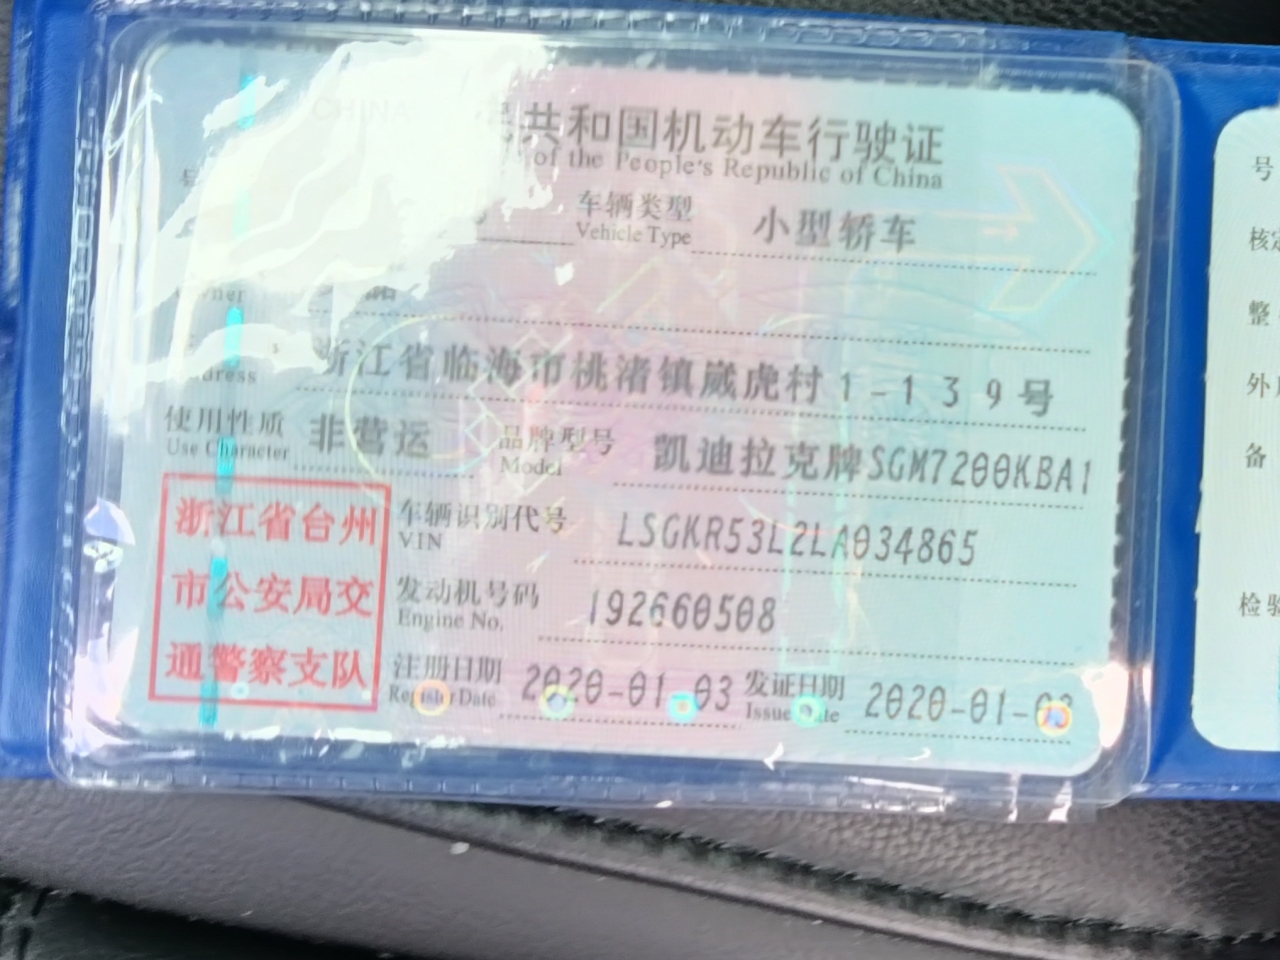 共和国机动车行驶证
of the People's Republic of China
车辆类型 小型轿车
Vehicle Type
浙江省临海市桃渚镇崴虎村1-139号
使用性质 非营运 品牌型号 凯迪拉克牌SGM7200KBA1
Use Character Model
浙江省台州
市公安局交
通警察支队
车辆识别代号 LSGKR53L2LA034865
VIN
发动机号码 192660508
Engine No.
注册日期 2020-01-03 发证日期 2020-01-03
Register Date Issue Date
号
核定
整
外
备
检验